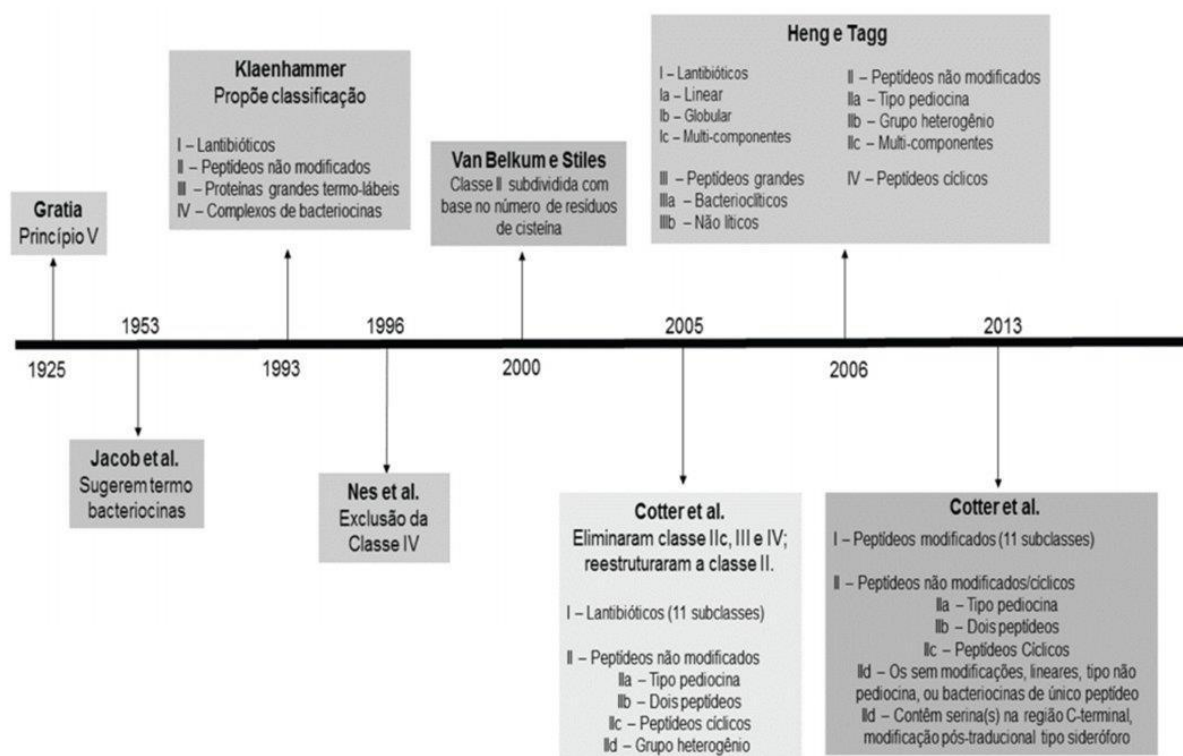 Gratia
Princípio V
Klaenhammer
Propõe classificação
I – Lantibióticos
II – Peptídeos não modificados
III – Proteínas grandes termo-lábeis
IV – Complexos de bacteriocinas
Van Belkum e Stiles
Classe II subdividida com
base no número de resíduos
de cisteína
Heng e Tagg
I – Lantibióticos
Ia – Linear
Ib – Globular
Ic – Multi-componentes
III – Peptídeos grandes
IIIa – Bacterioclíticos
IIIb – Não líticos
II – Peptídeos não modificados
IIa – Tipo pediocina
IIb – Grupo heterogênio
IIc – Multi-componentes
IV – Peptídeos cíclicos
1953
1996
2005
2013
1925
1993
2000
2006
Jacob et al.
Sugerem termo
bacteriocinas
Nes et al.
Exclusão da
Classe IV
Cotter et al.
Eliminaram classe IIc, III e IV;
reestruturaram a classe II.
I – Lantibióticos (11 subclasses)
II – Peptídeos não modificados
IIa – Tipo pediocina
IIb – Dois peptídeos
IIc – Peptídeos cíclicos
IId – Grupo heterogênio
Cotter et al.
I – Peptídeos modificados (11 subclasses)
II – Peptídeos não modificados/cíclicos
IIa – Tipo pediocina
IIb – Dois peptídeos
IIc – Peptídeos Cíclicos
IId – Os sem modificações, lineares, tipo não
pediocina, ou bacteriocinas de único peptídeo
IId – Contêm serina(s) na região C-terminal,
modificação pós-traducional tipo sideróforo